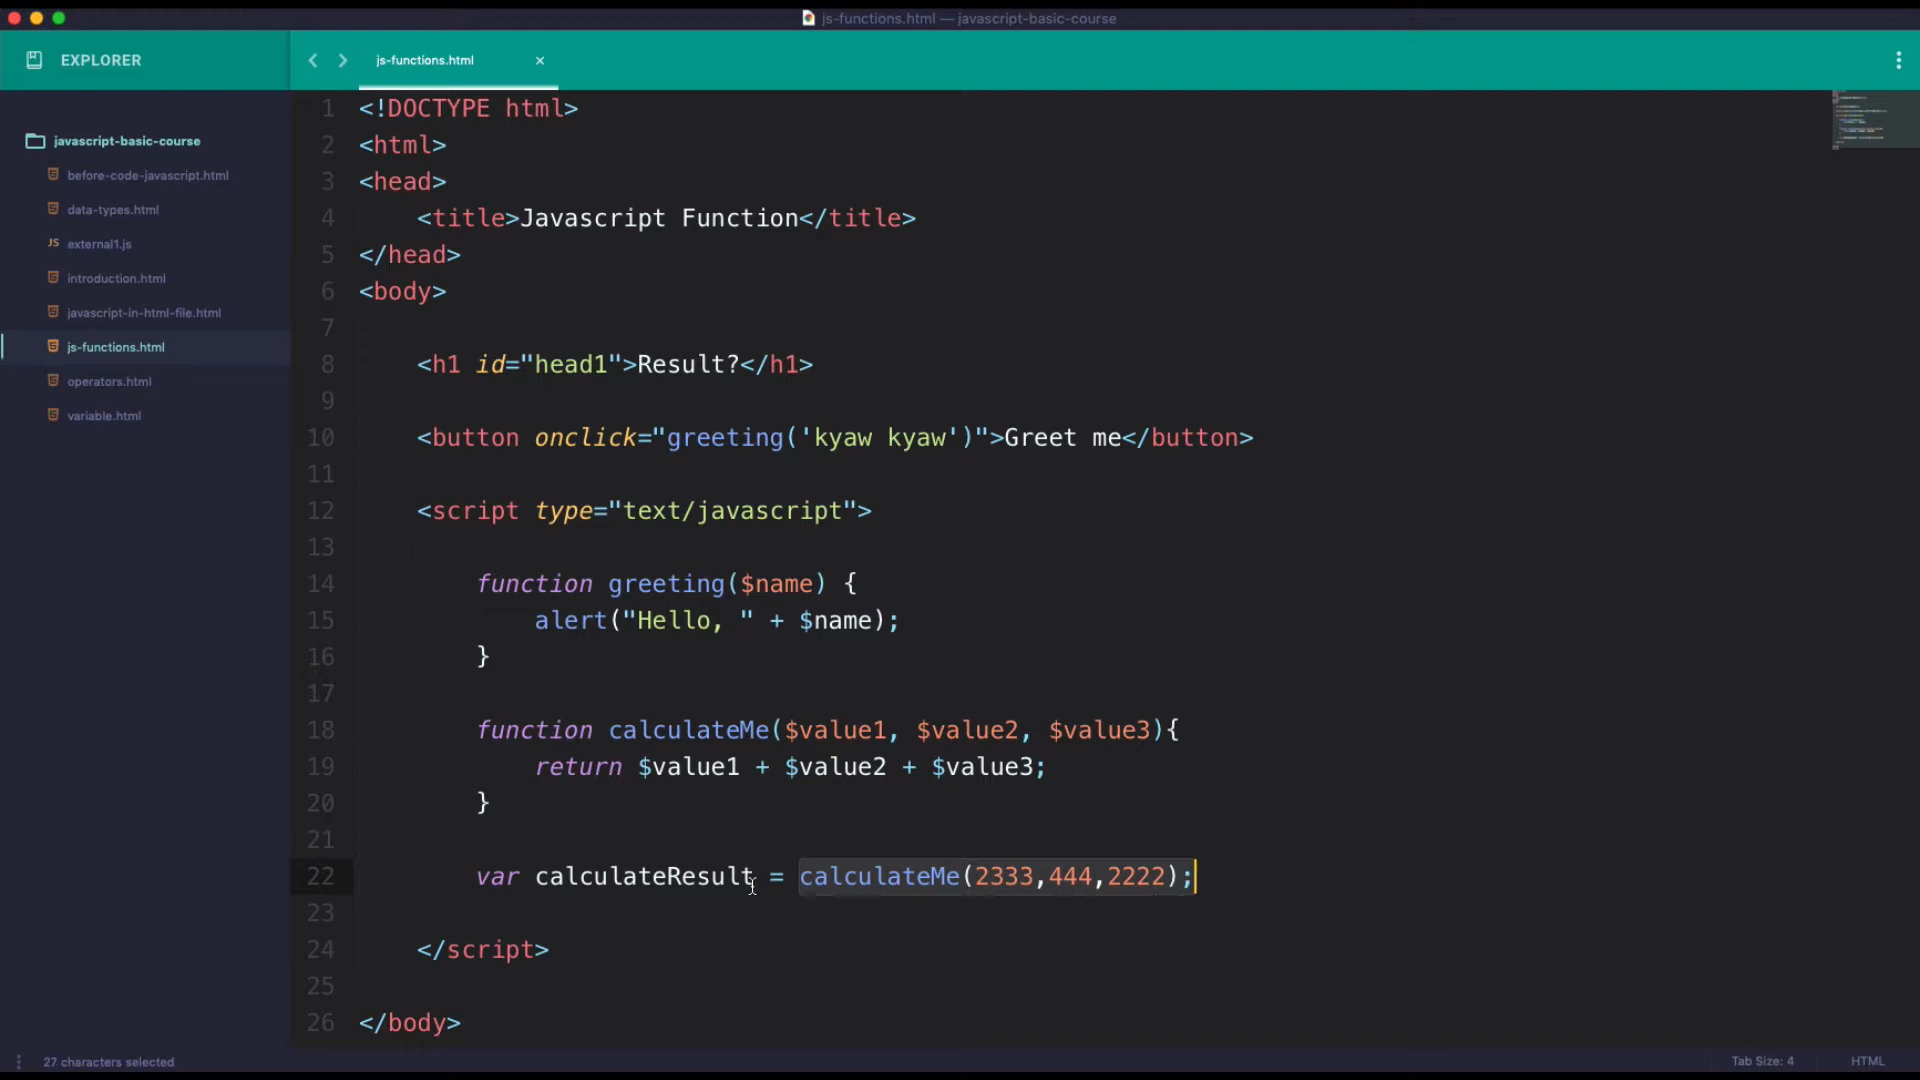 js-functions.html — javascript-basic-course
EXPLORER
js-functions.html ×
javascript-basic-course
before-code-javascript.html
data-types.html
JS external1.js
introduction.html
javascript-in-html-file.html
js-functions.html
operators.html
variable.html
1 <!DOCTYPE html>
2 <html>
3 <head>
4     <title>Javascript Function</title>
5 </head>
6 <body>
7
8     <h1 id="head1">Result?</h1>
9
10     <button onclick="greeting('kyaw kyaw')">Greet me</button>
11
12     <script type="text/javascript">
13
14         function greeting($name) {
15             alert("Hello, " + $name);
16         }
17
18         function calculateMe($value1, $value2, $value3){
19             return $value1 + $value2 + $value3;
20         }
21
22         var calculateResult = calculateMe(2333,444,2222);
23
24     </script>
25
26 </body>
27 characters selected
Tab Size: 4
HTML